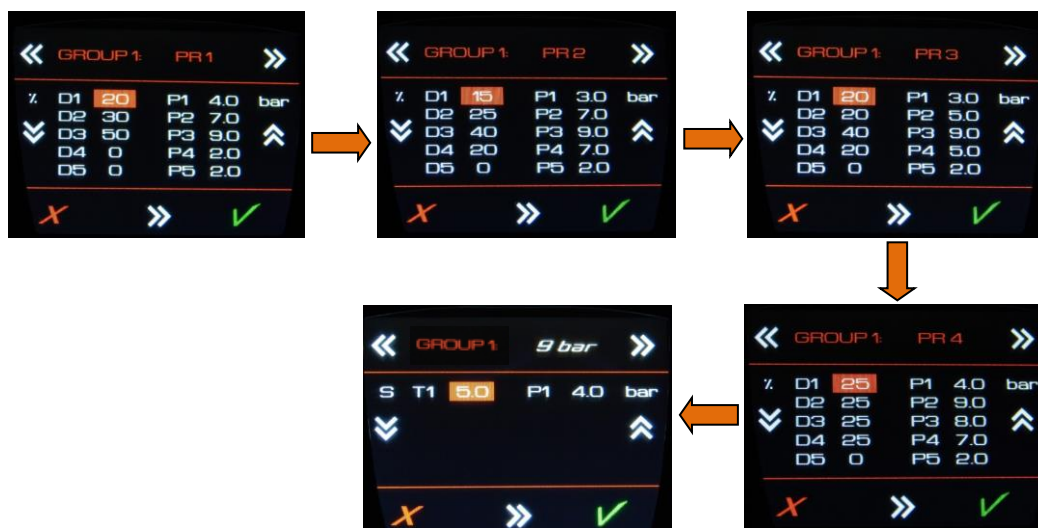 GROUP 1: PR 1
% D1 20 P1 4.0 bar
D2 30 P2 7.0
D3 50 P3 9.0
D4 0 P4 2.0
D5 0 P5 2.0
GROUP 1: PR 2
% D1 15 P1 3.0 bar
D2 25 P2 7.0
D3 40 P3 9.0
D4 20 P4 7.0
D5 0 P5 2.0
GROUP 1: PR 3
% D1 20 P1 3.0 bar
D2 20 P2 5.0
D3 40 P3 9.0
D4 20 P4 5.0
D5 0 P5 2.0
GROUP 1: PR 4
% D1 25 P1 4.0 bar
D2 25 P2 9.0
D3 25 P3 8.0
D4 25 P4 7.0
D5 0 P5 2.0
GROUP 1: 9 bar
S T1 5.0 P1 4.0 bar